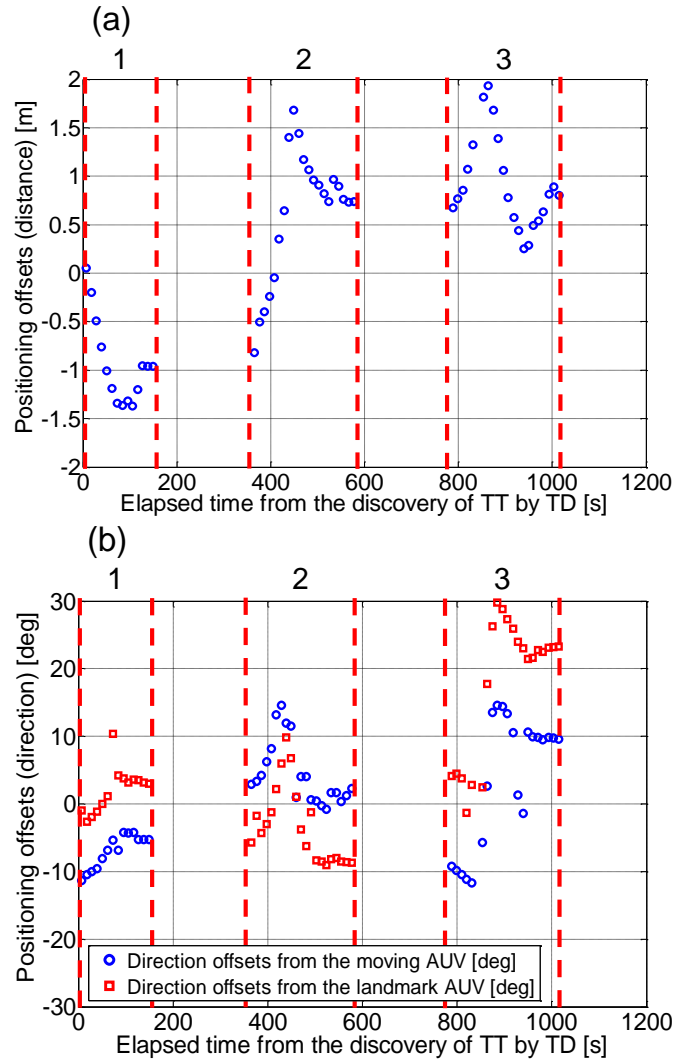 (a)
1 2 3
2
1.5
1
0.5
0
-0.5
-1
-1.5
-2
Positioning offsets (distance) [m]
0 200 400 600 800 1000 1200
Elapsed time from the discovery of TT by TD [s]
(b)
1 2 3
30
20
10
0
-10
-20
-30
Positioning offsets (direction) [deg]
Direction offsets from the moving AUV [deg]
Direction offsets from the landmark AUV [deg]
0 200 400 600 800 1000 1200
Elapsed time from the discovery of TT by TD [s]